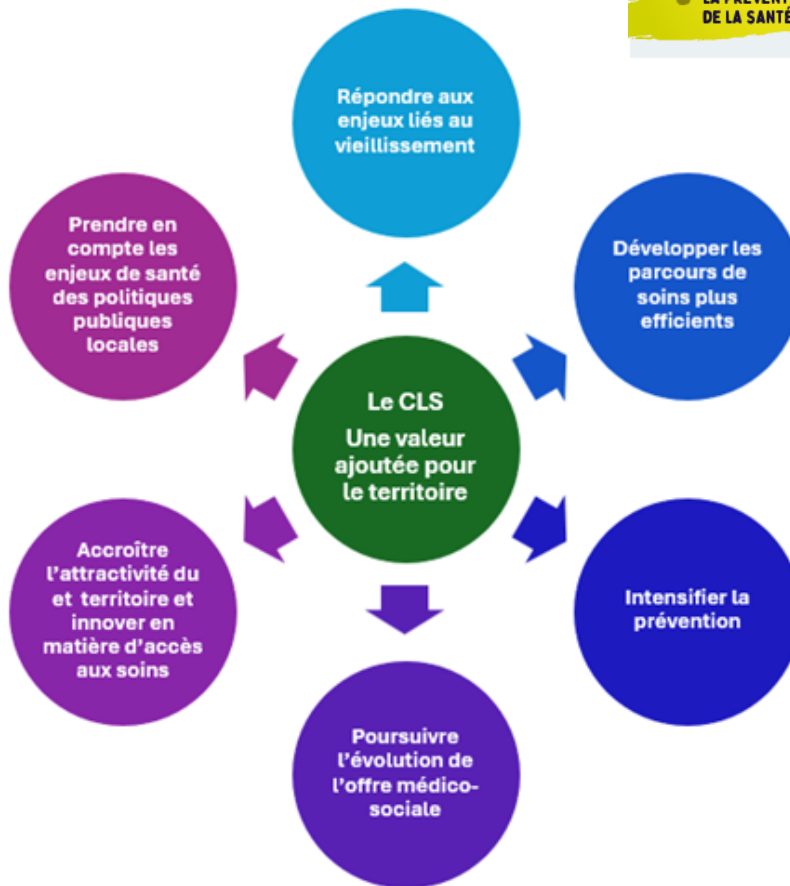 DE LA SANTÉ
Répondre aux
enjeux liés au
vieillissement
Développer les
parcours de
soins plus
efficients
Intensifier la
prévention
Poursuivre
l'évolution de
l'offre médico-
sociale
Accroître
l'attractivité du
et territoire et
innover en
matière d'accès
aux soins
Prendre en
compte les
enjeux de santé
des politiques
publiques
locales
Le CLS
Une valeur
ajoutée pour
le territoire